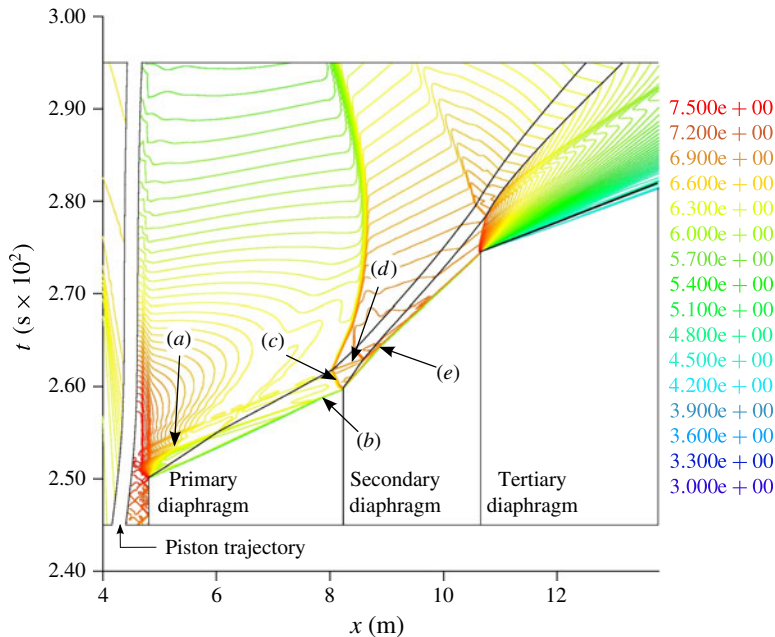 3.00
2.90
2.80
2.70
2.60
2.50
2.40
t (s × 10²)
4
6
8
10
12
x (m)
(a)
(b)
(c)
(d)
(e)
Primary
diaphragm
Secondary
diaphragm
Tertiary
diaphragm
Piston trajectory
7.500e + 00
7.200e + 00
6.900e + 00
6.600e + 00
6.300e + 00
6.000e + 00
5.700e + 00
5.400e + 00
5.100e + 00
4.800e + 00
4.500e + 00
4.200e + 00
3.900e + 00
3.600e + 00
3.300e + 00
3.000e + 00